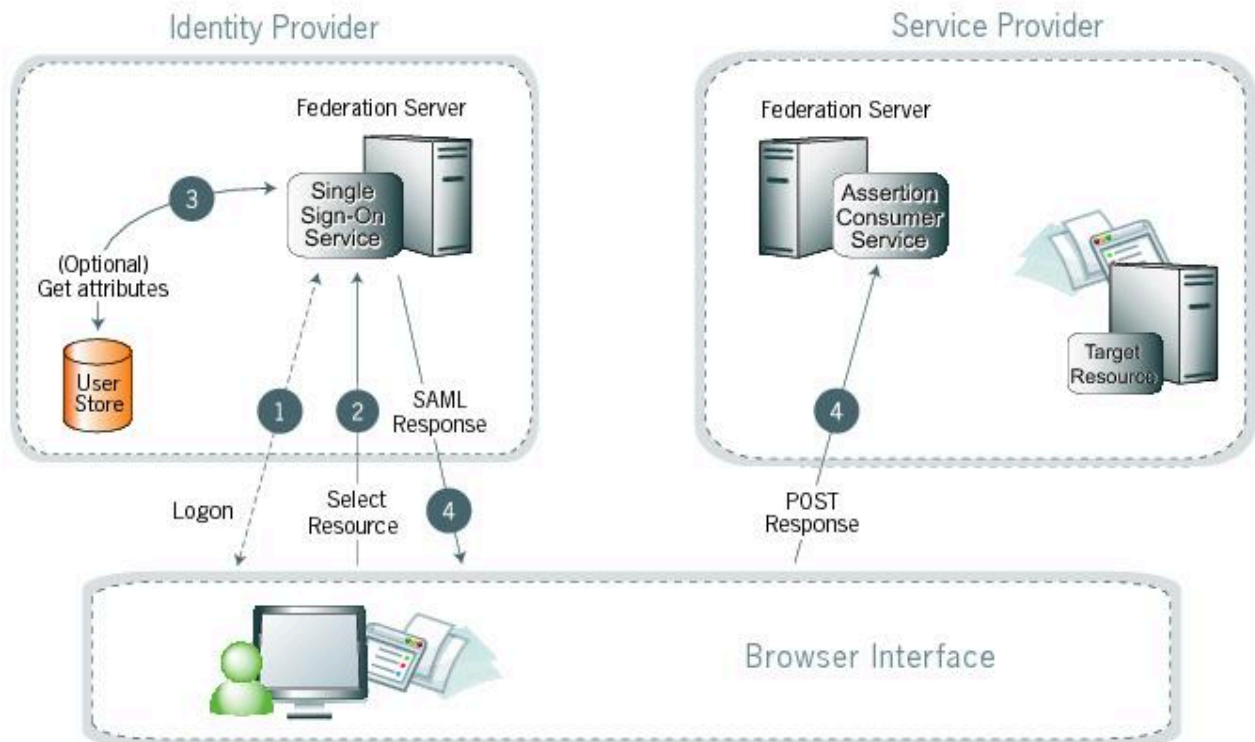 Identity Provider
Service Provider
Federation Server
Single
Sign-On
Service
3
(Optional)
Get attributes
User
Store
1
2
SAML
Response
Logon
Select
Resource
4
Federation Server
Assertion
Consumer
Service
Target
Resource
4
POST
Response
Browser Interface